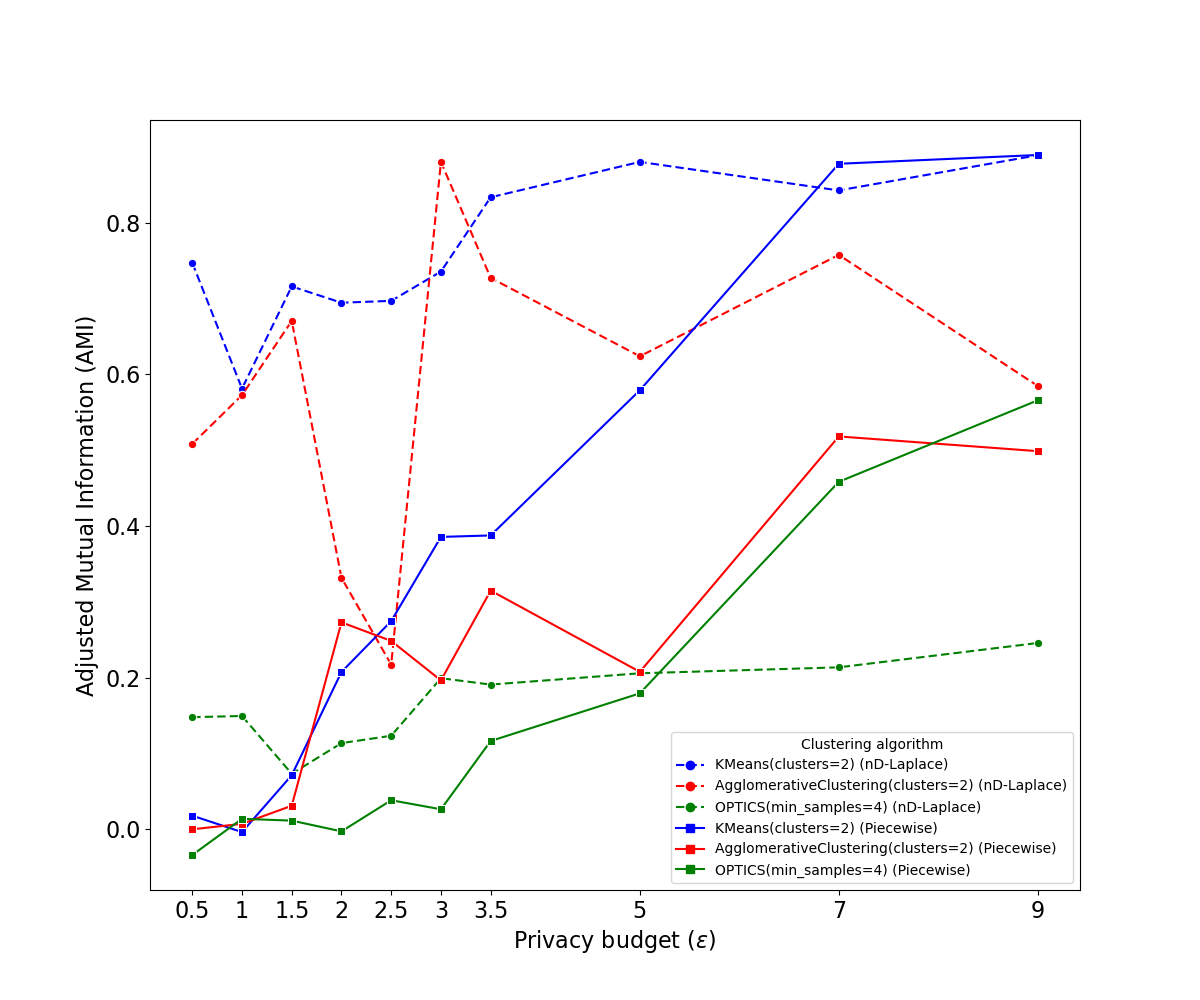 Adjusted Mutual Information (AMI)
0.8
0.6
0.4
0.2
0.0
0.5 1 1.5 2 2.5 3 3.5 5 7 9
Privacy budget (ε)
Clustering algorithm
KMeans(clusters=2) (nD-Laplace)
AgglomerativeClustering(clusters=2) (nD-Laplace)
OPTICS(min_samples=4) (nD-Laplace)
KMeans(clusters=2) (Piecewise)
AgglomerativeClustering(clusters=2) (Piecewise)
OPTICS(min_samples=4) (Piecewise)